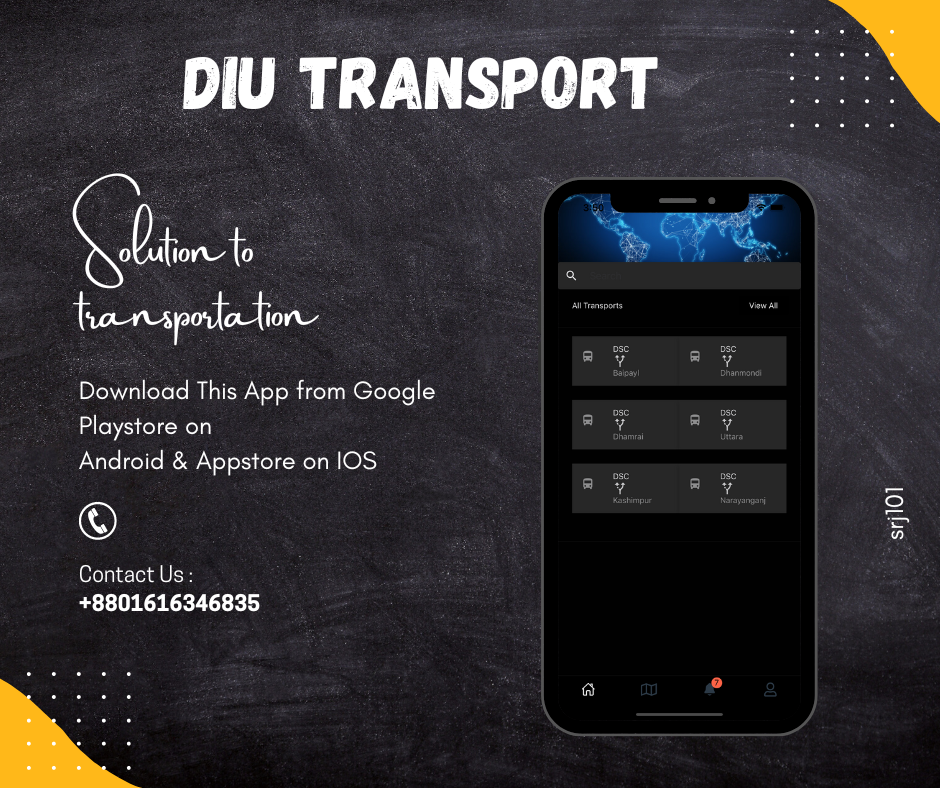 DIU TRANSPORT
Solution to
transportation
Download This App from Google
Playstore on
Android & Appstore on IOS
Contact Us :
+8801616346835
All Transports View All
DSC DSC
Baipayl Dhanmondi
DSC DSC
Dhamrai Uttara
DSC DSC
Kashimpur Narayanganj
7
srj101